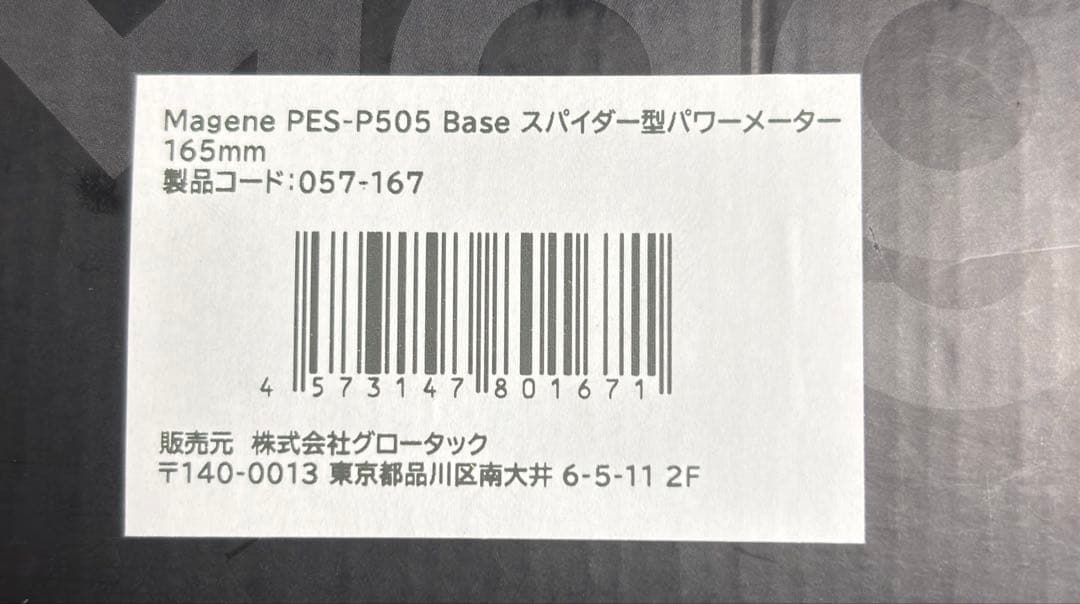 Magene PES-P505 Base スパイダー型パワーメーター
165mm
製品コード:057-167
4 573147 801671
販売元 株式会社グロータック
〒140-0013 東京都品川区南大井 6-5-11 2F